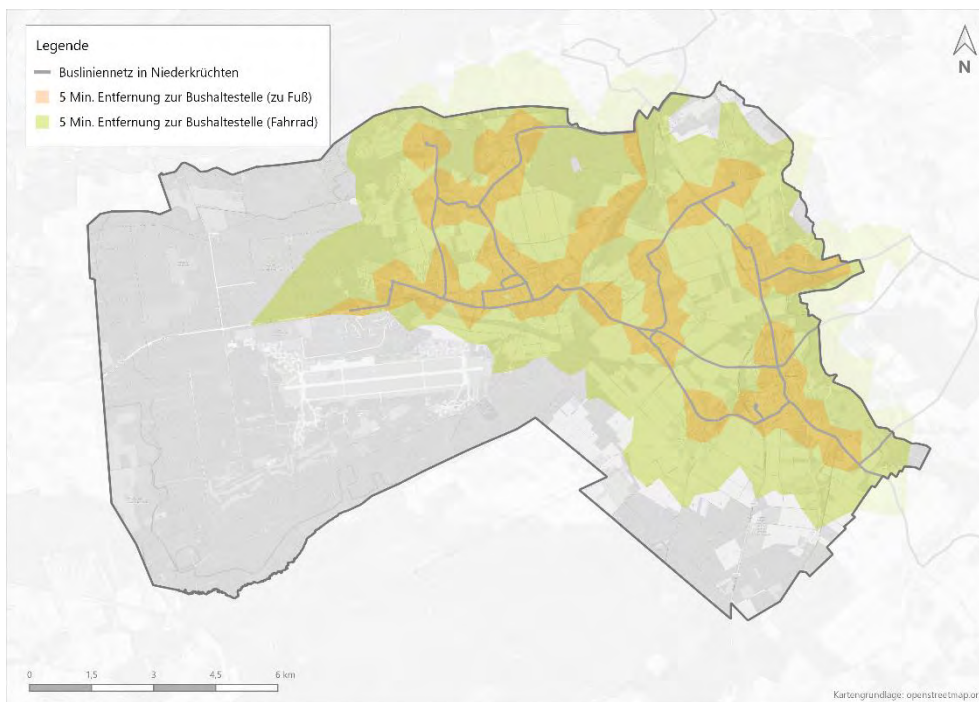 Legende
Busliniennetz in Niederkrüchten
5 Min. Entfernung zur Bushaltestelle (zu Fuß)
5 Min. Entfernung zur Bushaltestelle (Fahrrad)
N
0 1,5 3 4,5 6 km
Kartengrundlage: openstreetmap.or